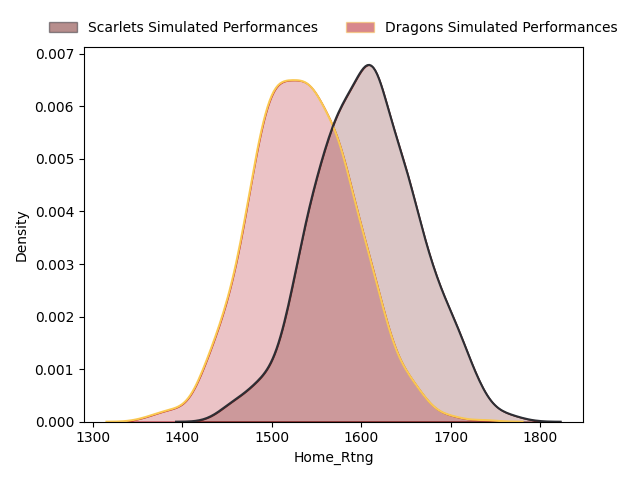 Scarlets Simulated Performances
Dragons Simulated Performances
0.007
0.006
0.005
0.004
0.003
0.002
0.001
0.000
Density
1300 1400 1500 1600 1700 1800
Home_Rtng